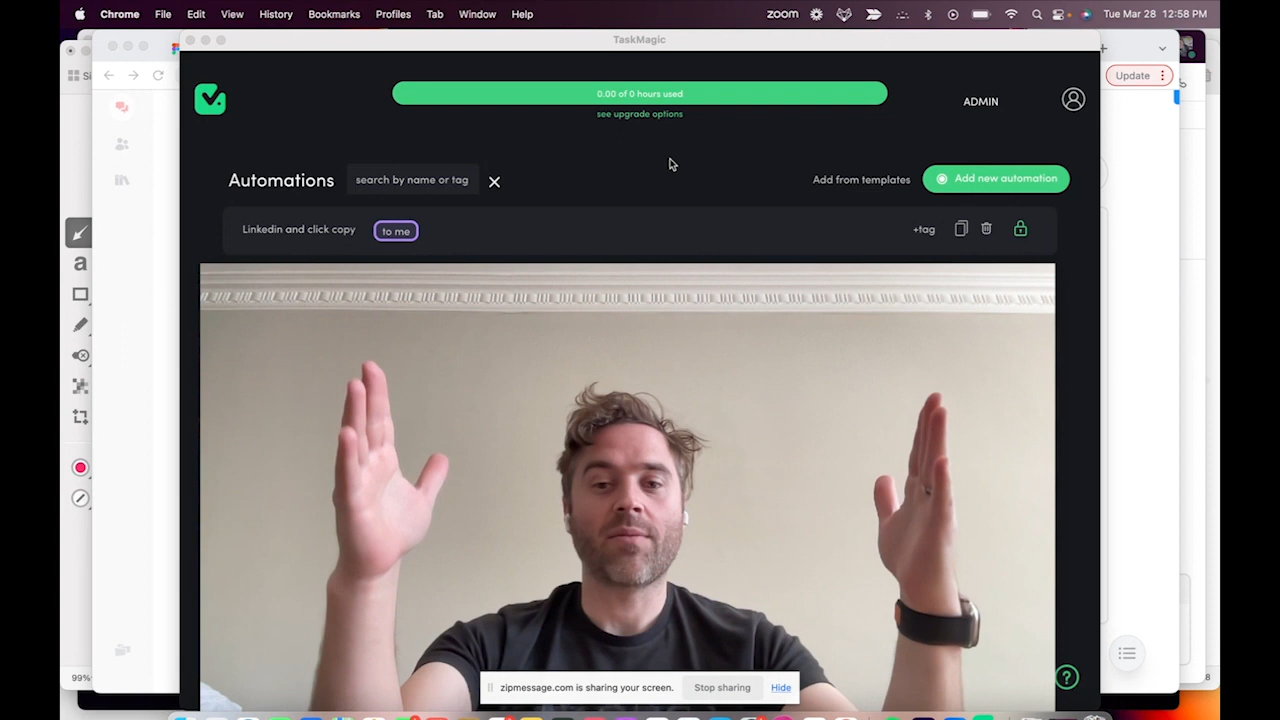 Chrome File Edit View History Bookmarks Profiles Tab Window Help zoom Tue Mar 28 12:58 PM
TaskMagic
Update
Si
0.00 of 0 hours used
see upgrade options
ADMIN
Automations search by name or tag Add from templates Add new automation
Linkedin and click copy to me +tag
a
99%
zipmessage.com is sharing your screen. Stop sharing Hide
?
8